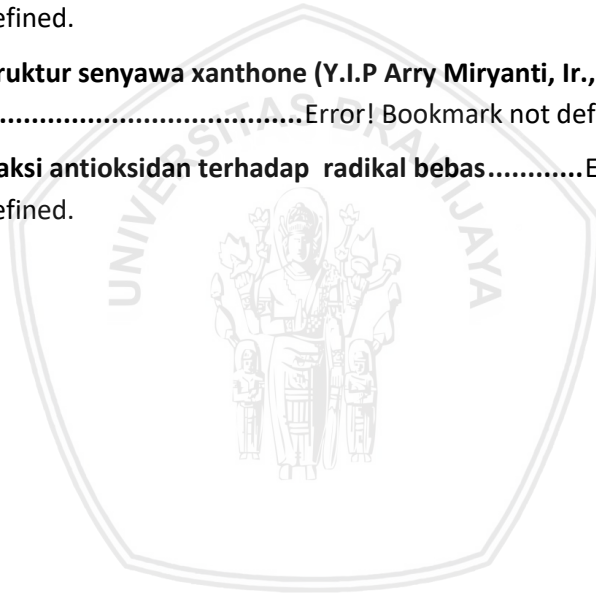 efined.
ruktur senyawa xanthone (Y.I.P Arry Miryanti, Ir.,
....................................Error! Bookmark not def
aksi antioksidan terhadap radikal bebas............E
efined.
UNIVERSITAS BRAWIJAYA